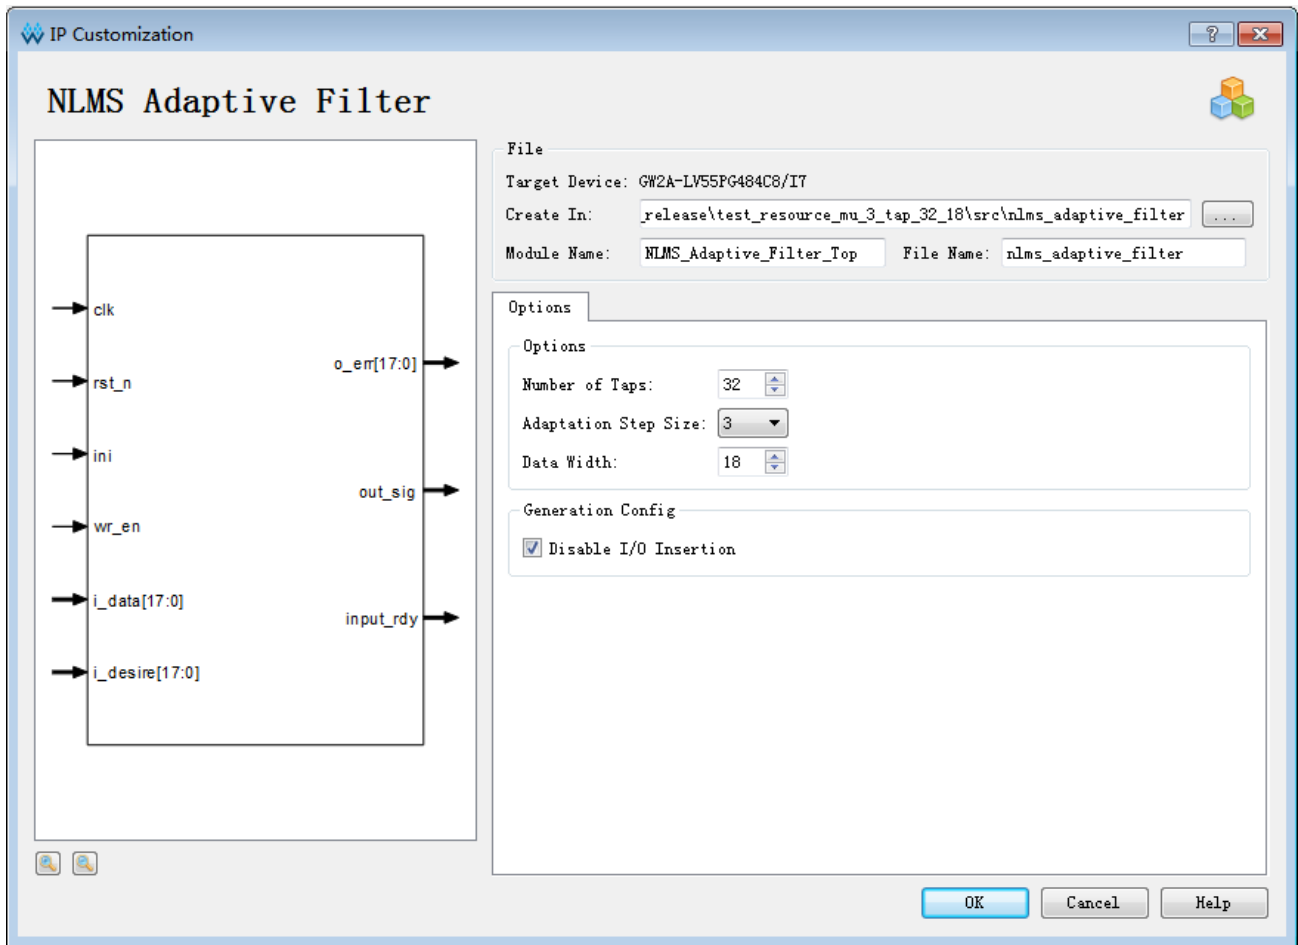 IP Customization
NLMS Adaptive Filter
clk
rst_n
ini
wr_en
i_data[17:0]
i_desire[17:0]
o_err[17:0]
out_sig
input_rdy
File
Target Device: GW2A-LV55PG484C8/I7
Create In: _release\test_resource_mu_3_tap_32_18\src\nlms_adaptive_filter ...
Module Name: NLMS_Adaptive_Filter_Top File Name: nlms_adaptive_filter
Options
Options
Number of Taps: 32
Adaptation Step Size: 3
Data Width: 18
Generation Config
Disable I/O Insertion
OK Cancel Help